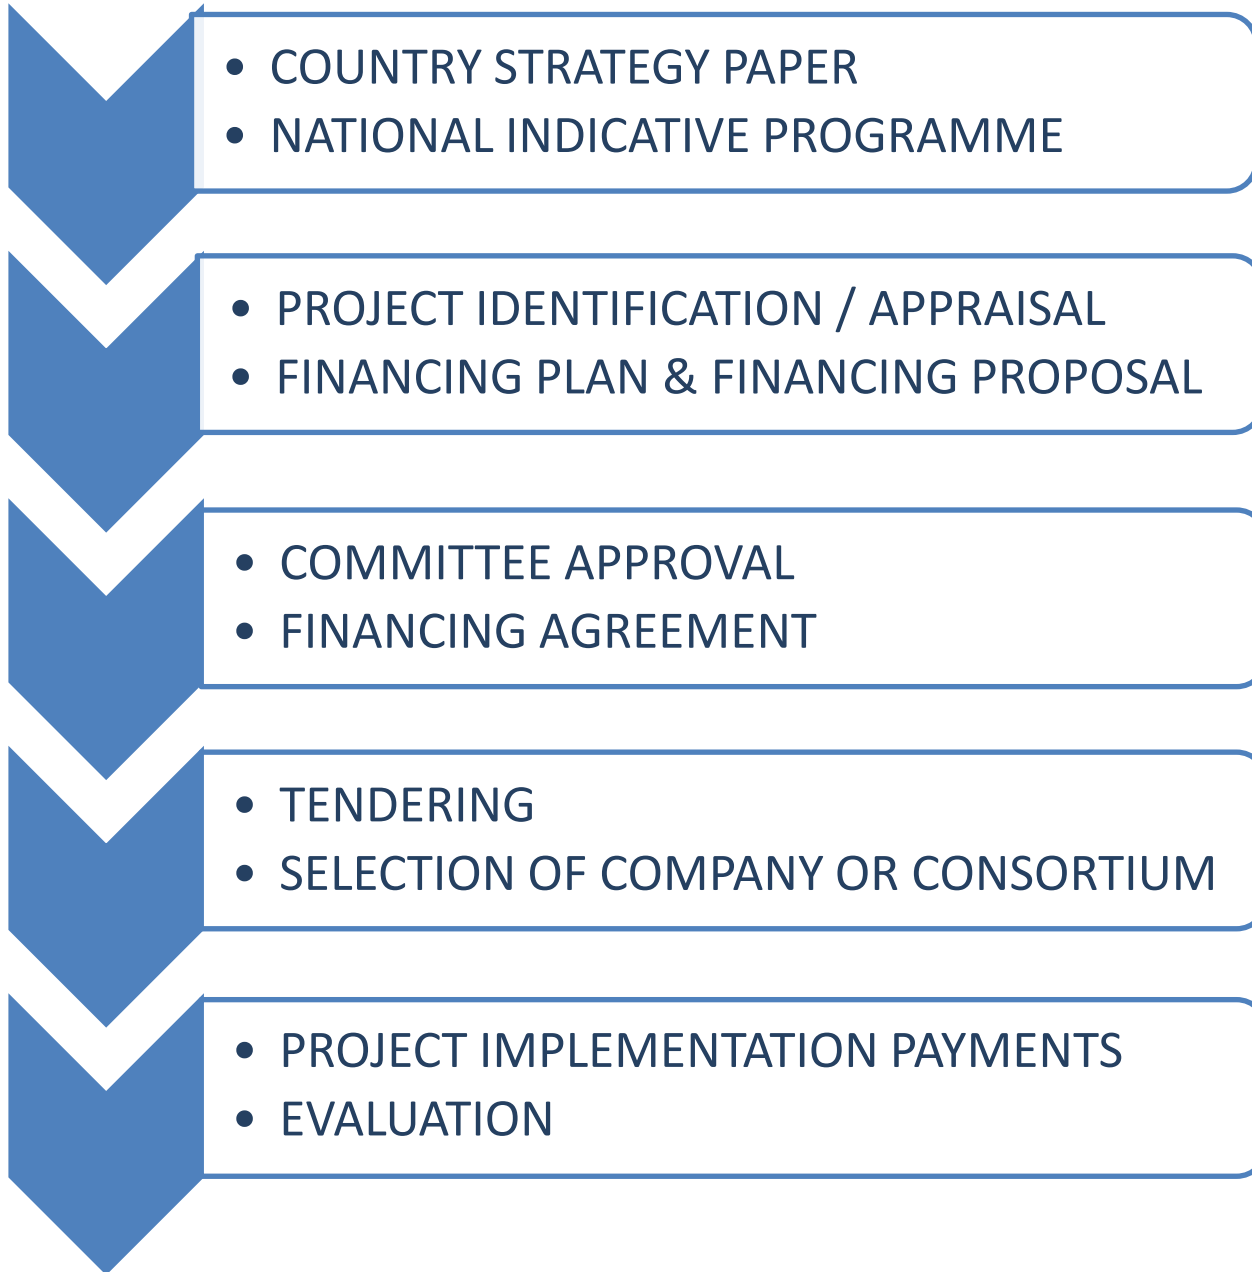 • COUNTRY STRATEGY PAPER
• NATIONAL INDICATIVE PROGRAMME
• PROJECT IDENTIFICATION / APPRAISAL
• FINANCING PLAN & FINANCING PROPOSAL
• COMMITTEE APPROVAL
• FINANCING AGREEMENT
• TENDERING
• SELECTION OF COMPANY OR CONSORTIUM
• PROJECT IMPLEMENTATION PAYMENTS
• EVALUATION